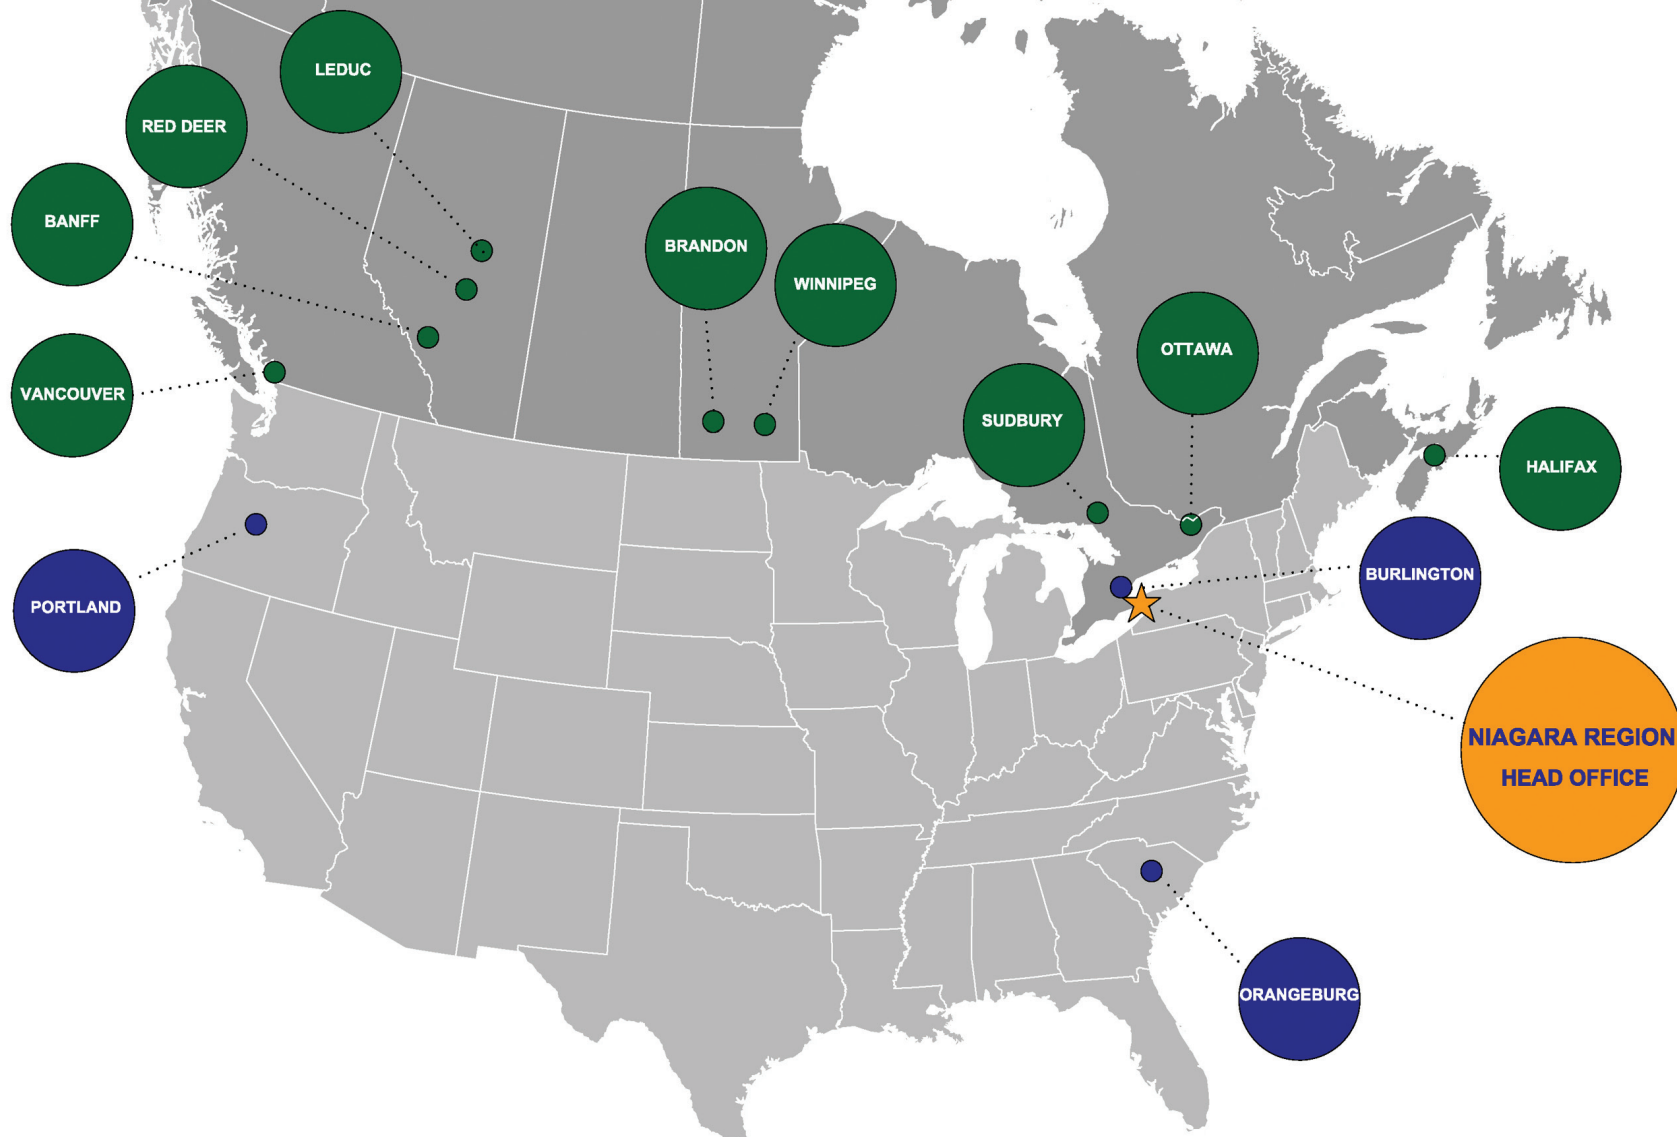 LEDUC
RED DEER
BANFF
BRANDON
WINNIPEG
OTTAWA
VANCOUVER
SUDBURY
HALIFAX
PORTLAND
BURLINGTON
NIAGARA REGION
HEAD OFFICE
ORANGEBURG